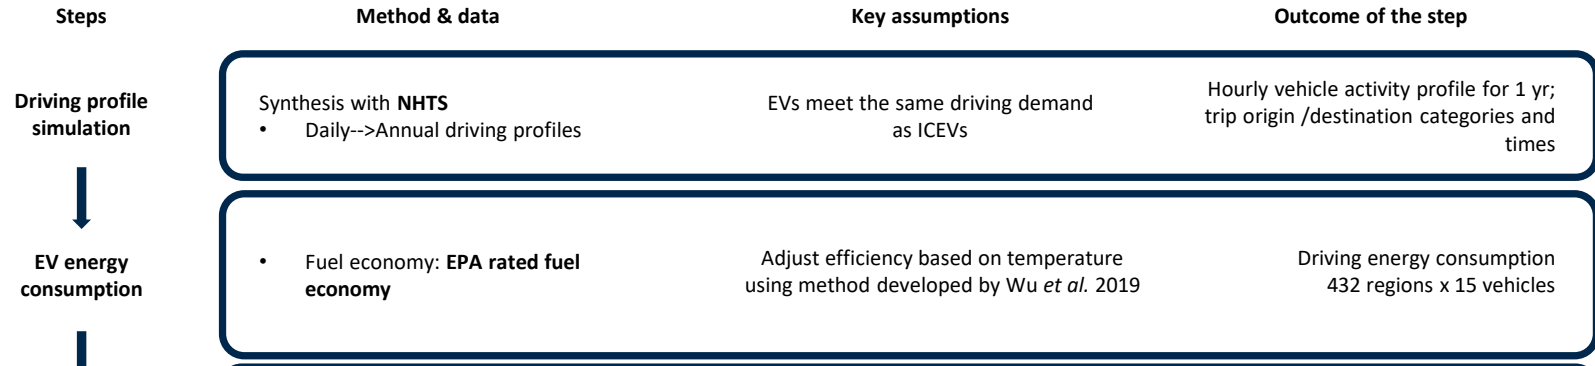 Steps
Method & data
Key assumptions
Outcome of the step
Driving profile
simulation
Synthesis with NHTS
• Daily-->Annual driving profiles
EVs meet the same driving demand
as ICEVs
Hourly vehicle activity profile for 1 yr;
trip origin /destination categories and
times
EV energy
consumption
• Fuel economy: EPA rated fuel
economy
Adjust efficiency based on temperature
using method developed by Wu et al. 2019
Driving energy consumption
432 regions x 15 vehicles